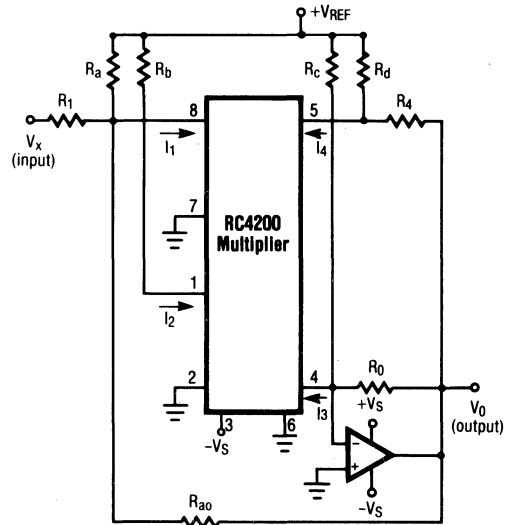 +VREF
Ra
Rb
Rc
Rd
R1
8
5
R4
Vx
(input)
I1
I4
7
RC4200
Multiplier
1
I2
2
4
R0
I3
+VS
V0
(output)
3
6
-VS
−
+
-VS
Rao